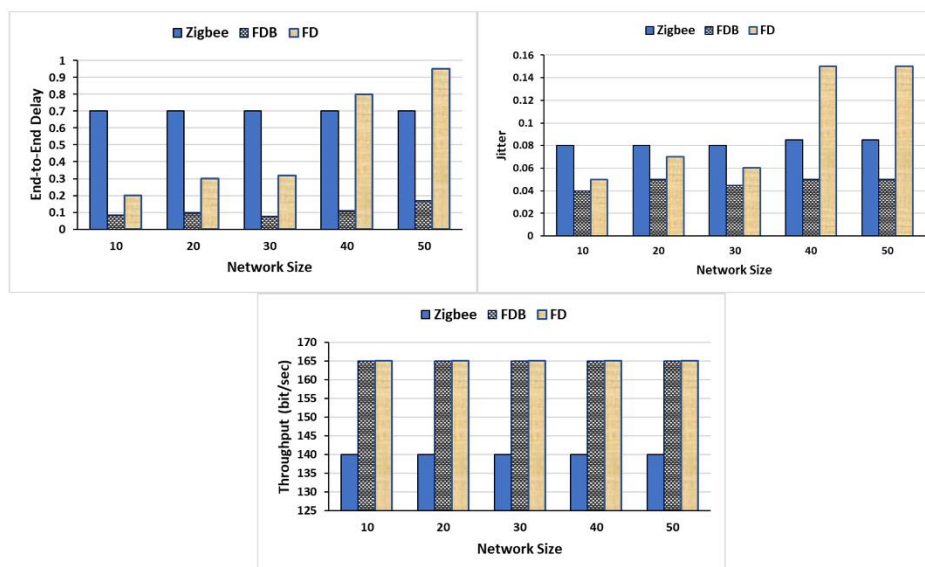 Zigbee FDB FD
End-to-End Delay
1
0.9
0.8
0.7
0.6
0.5
0.4
0.3
0.2
0.1
0
10 20 30 40 50
Network Size
Zigbee FDB FD
Jitter
0.16
0.14
0.12
0.1
0.08
0.06
0.04
0.02
0
10 20 30 40 50
Network Size
Zigbee FDB FD
Throughput (bit/sec)
170
165
160
155
150
145
140
135
130
125
10 20 30 40 50
Network Size